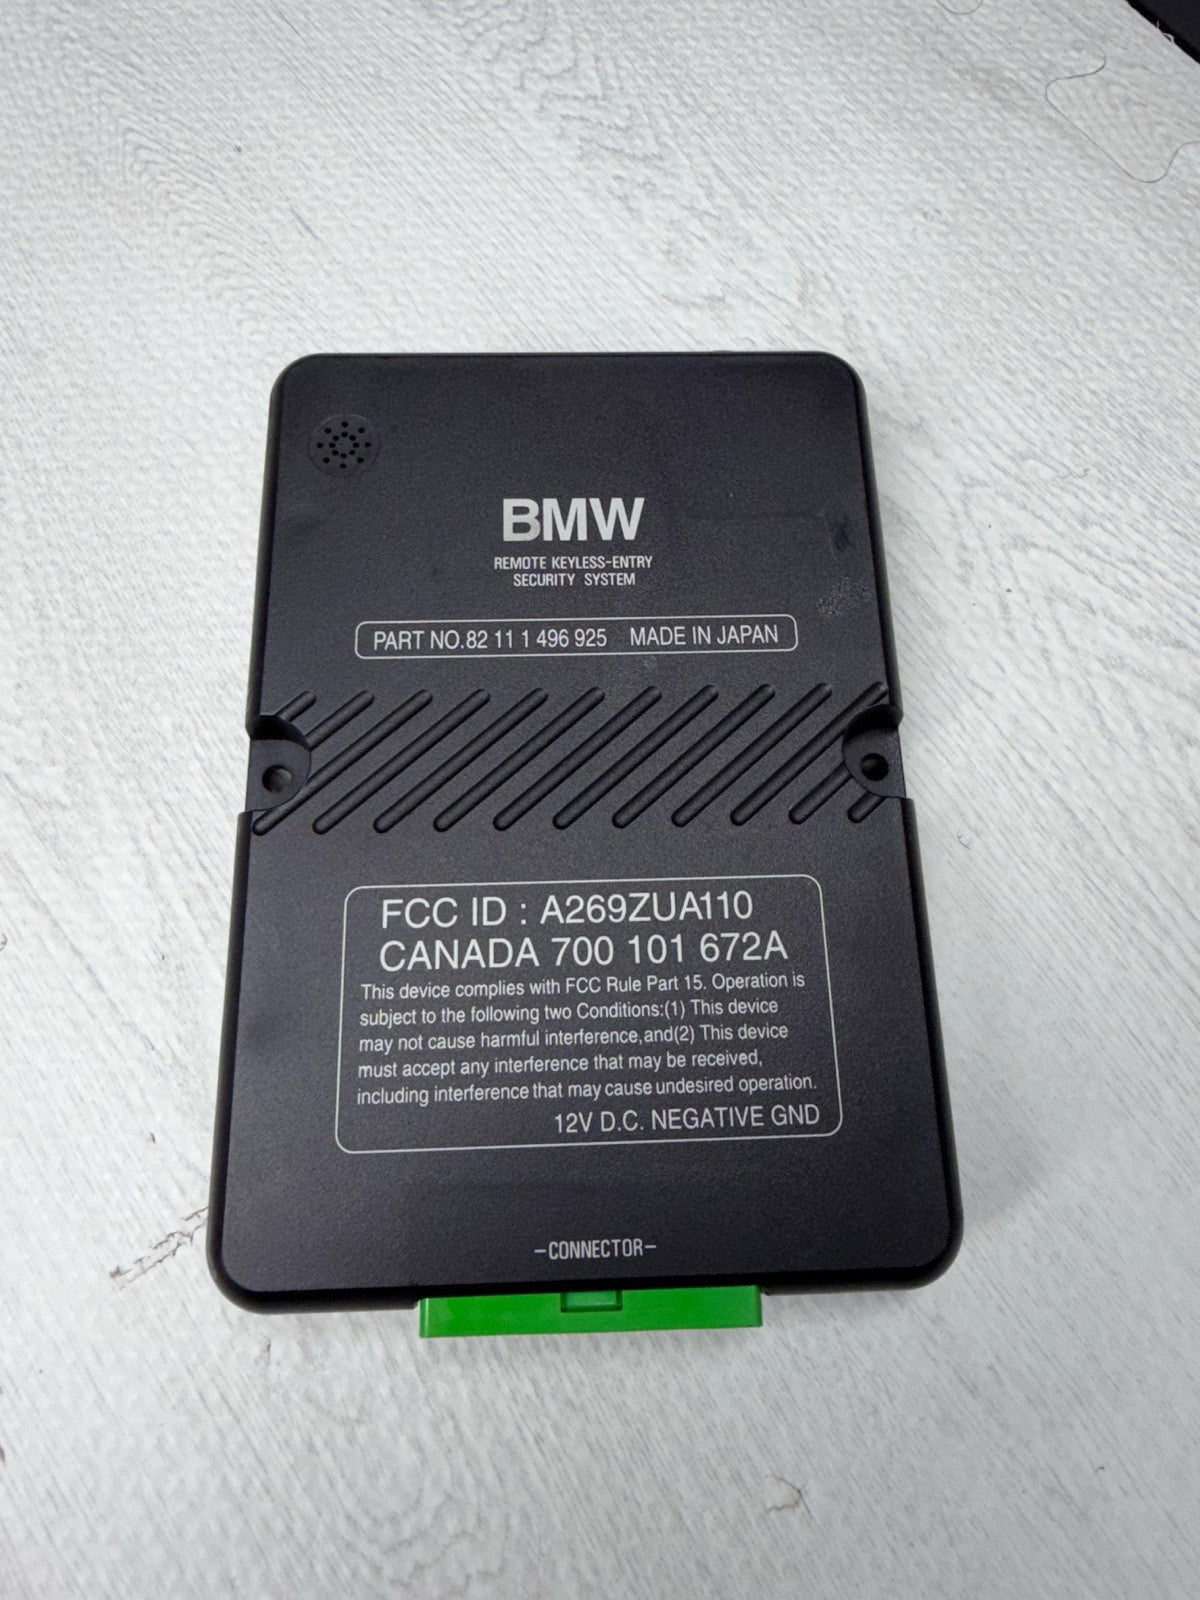 BMW
REMOTE KEYLESS-ENTRY
SECURITY SYSTEM
PART NO.82 11 1 496 925 MADE IN JAPAN
FCC ID : A269ZUA110
CANADA 700 101 672A
This device complies with FCC Rule Part 15. Operation is
subject to the following two Conditions:(1) This device
may not cause harmful interference,and(2) This device
must accept any interference that may be received,
including interference that may cause undesired operation.
12V D.C. NEGATIVE GND
-CONNECTOR-